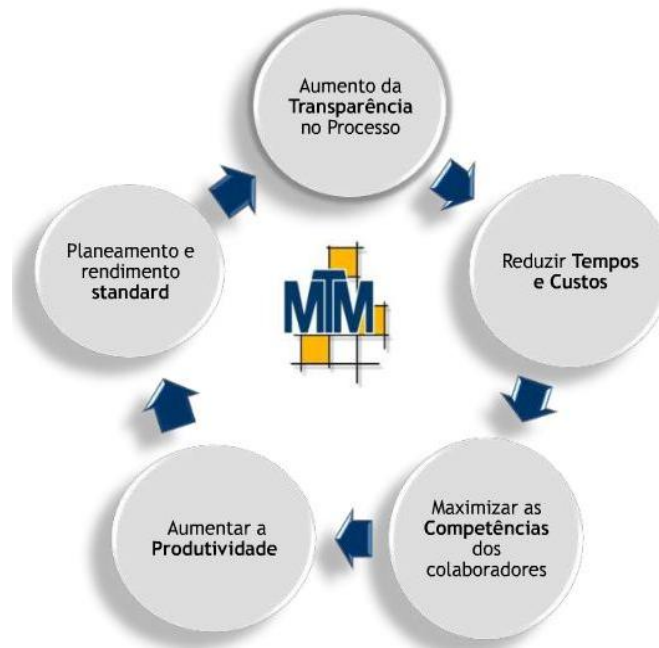 Aumento da
Transparência
no Processo
Planeamento e
rendimento
standard
Reduzir Tempos
e Custos
MTM
Aumentar a
Produtividade
Maximizar as
Competências
dos
colaboradores